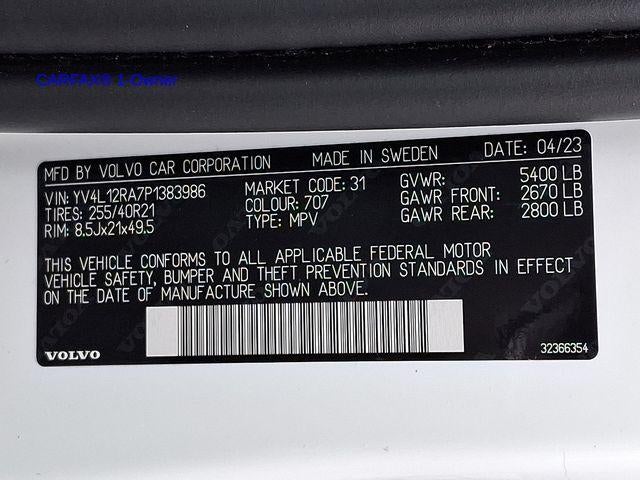 CARFAX® 1-Owner
MFD BY VOLVO CAR CORPORATION MADE IN SWEDEN DATE: 04/23
VIN: YV4L12RA7P1383986 MARKET CODE: 31 GVWR: 5400 LB
TIRES: 255/40R21 COLOUR: 707 GAWR FRONT: 2670 LB
RIM: 8.5Jx21x49.5 TYPE: MPV GAWR REAR: 2800 LB
THIS VEHICLE CONFORMS TO ALL APPLICABLE FEDERAL MOTOR
VEHICLE SAFETY, BUMPER AND THEFT PREVENTION STANDARDS IN EFFECT
ON THE DATE OF MANUFACTURE SHOWN ABOVE.
VOLVO 32366354